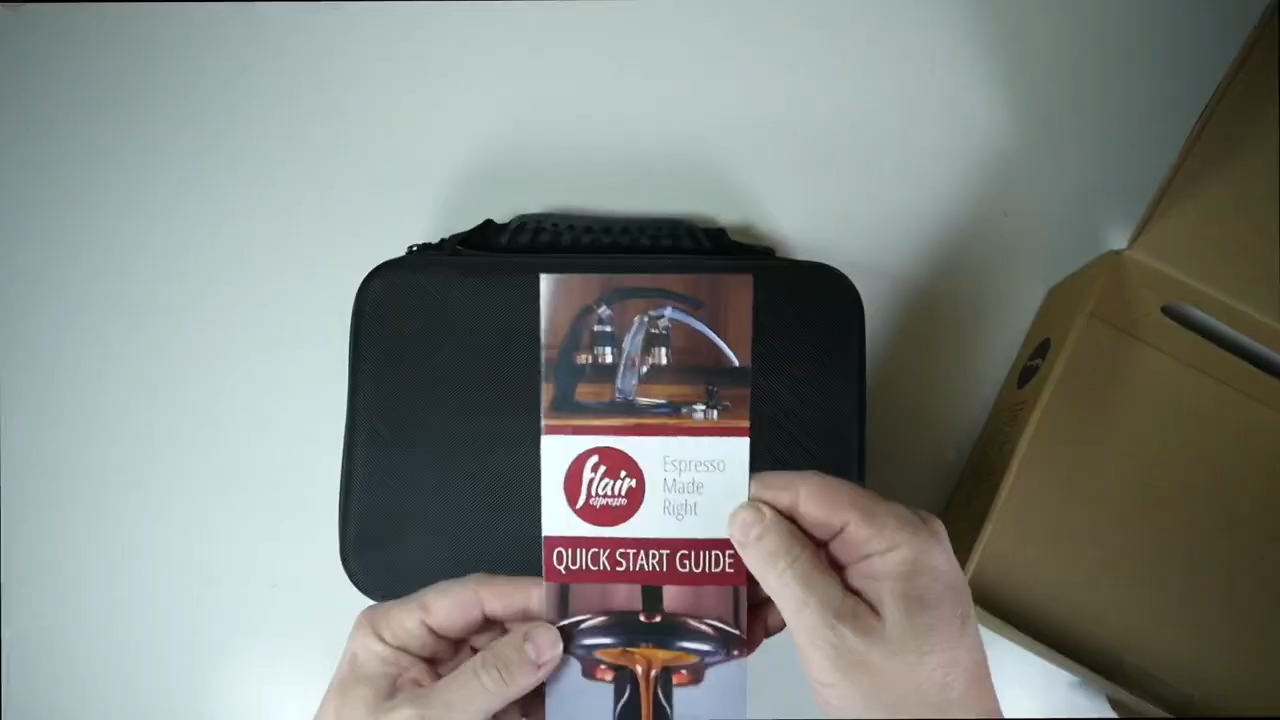 flair
espresso
Espresso
Made
Right
QUICK START GUIDE